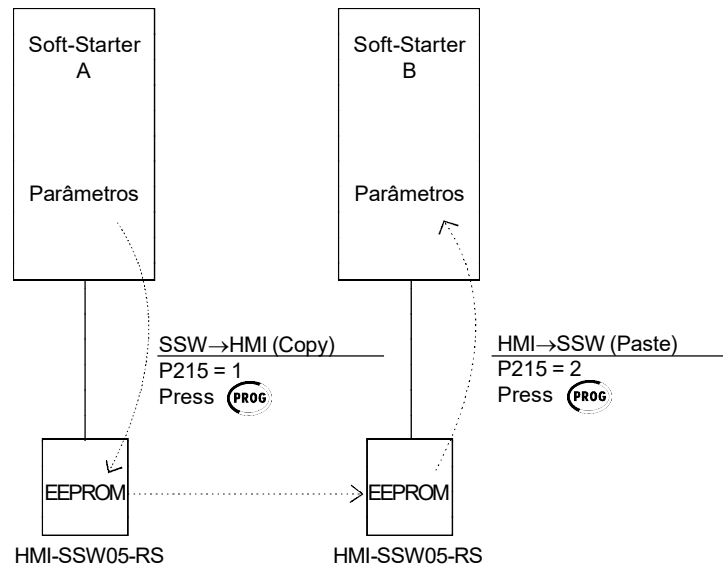 Soft-Starter
A
Parâmetros
Soft-Starter
B
Parâmetros
SSW→HMI (Copy)
P215 = 1
Press PROG
HMI→SSW (Paste)
P215 = 2
Press PROG
EEPROM
EEPROM
HMI-SSW05-RS
HMI-SSW05-RS